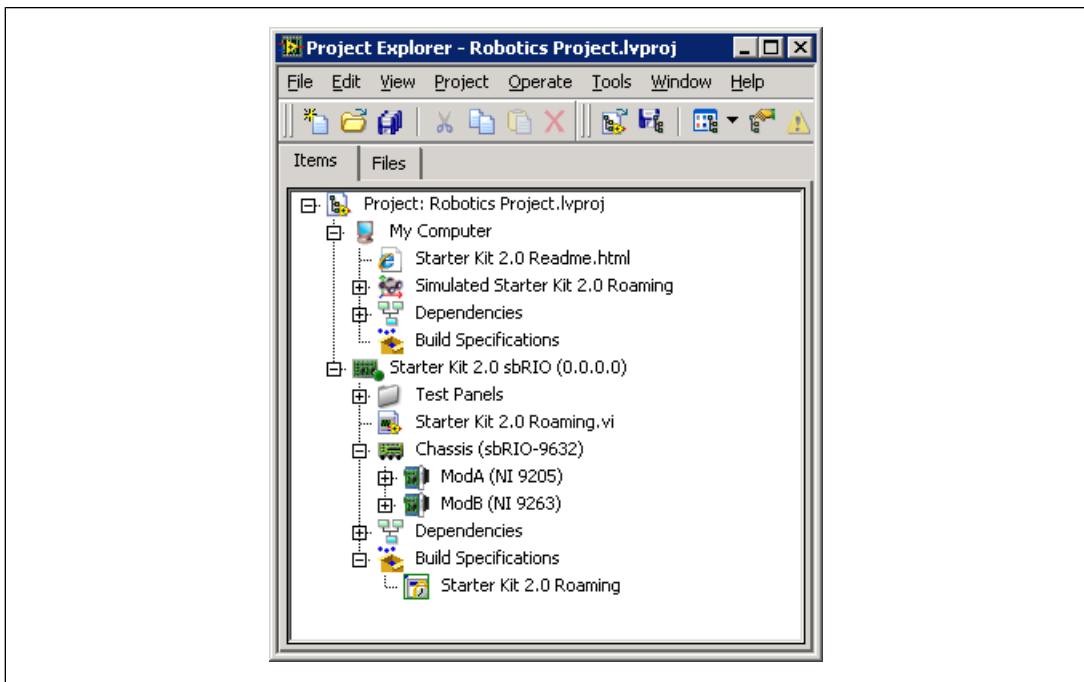 Project Explorer - Robotics Project.lvproj
File Edit View Project Operate Tools Window Help
Items Files
Project: Robotics Project.lvproj
My Computer
Starter Kit 2.0 Readme.html
Simulated Starter Kit 2.0 Roaming
Dependencies
Build Specifications
Starter Kit 2.0 sbRIO (0.0.0.0)
Test Panels
Starter Kit 2.0 Roaming.vi
Chassis (sbRIO-9632)
ModA (NI 9205)
ModB (NI 9263)
Dependencies
Build Specifications
Starter Kit 2.0 Roaming